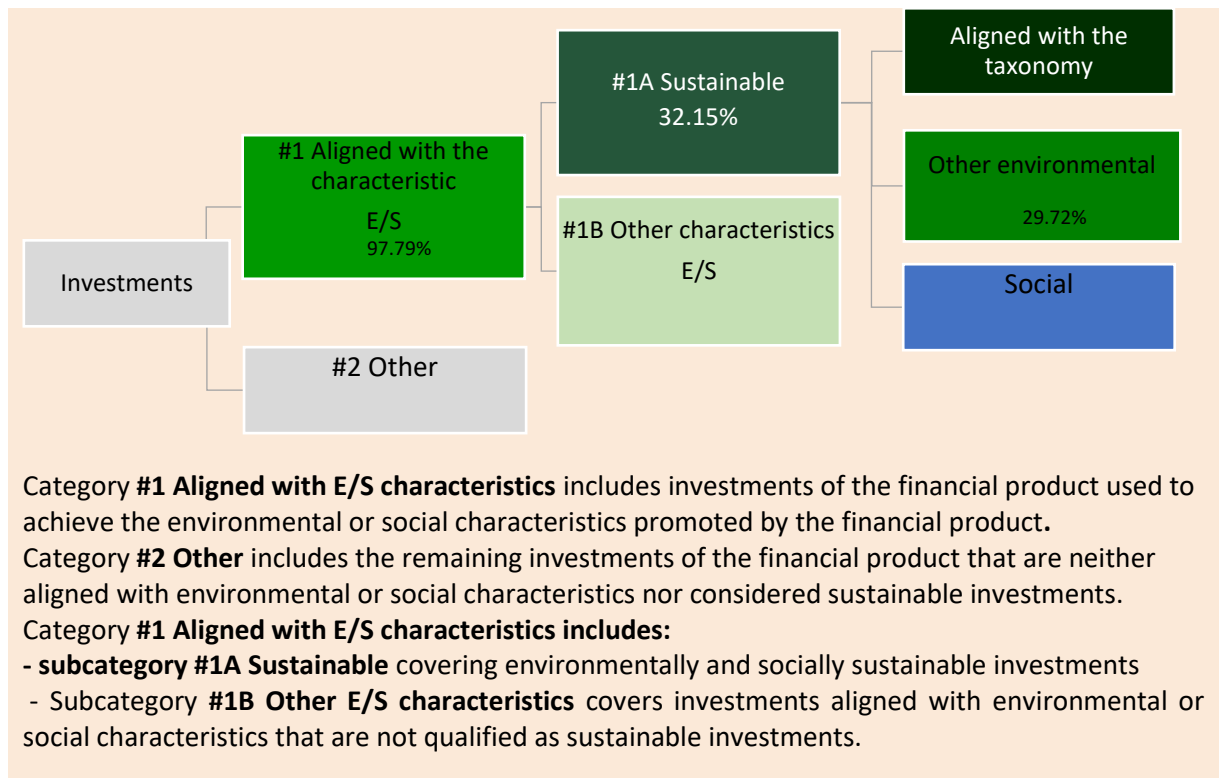 Investments
#1 Aligned with the
characteristic
E/S
97.79%
#2 Other
#1A Sustainable
32.15%
#1B Other characteristics
E/S
Aligned with the
taxonomy
Other environmental
29.72%
Social
Category #1 Aligned with E/S characteristics includes investments of the financial product used to
achieve the environmental or social characteristics promoted by the financial product.
Category #2 Other includes the remaining investments of the financial product that are neither
aligned with environmental or social characteristics nor considered sustainable investments.
Category #1 Aligned with E/S characteristics includes:
- subcategory #1A Sustainable covering environmentally and socially sustainable investments
- Subcategory #1B Other E/S characteristics covers investments aligned with environmental or
social characteristics that are not qualified as sustainable investments.